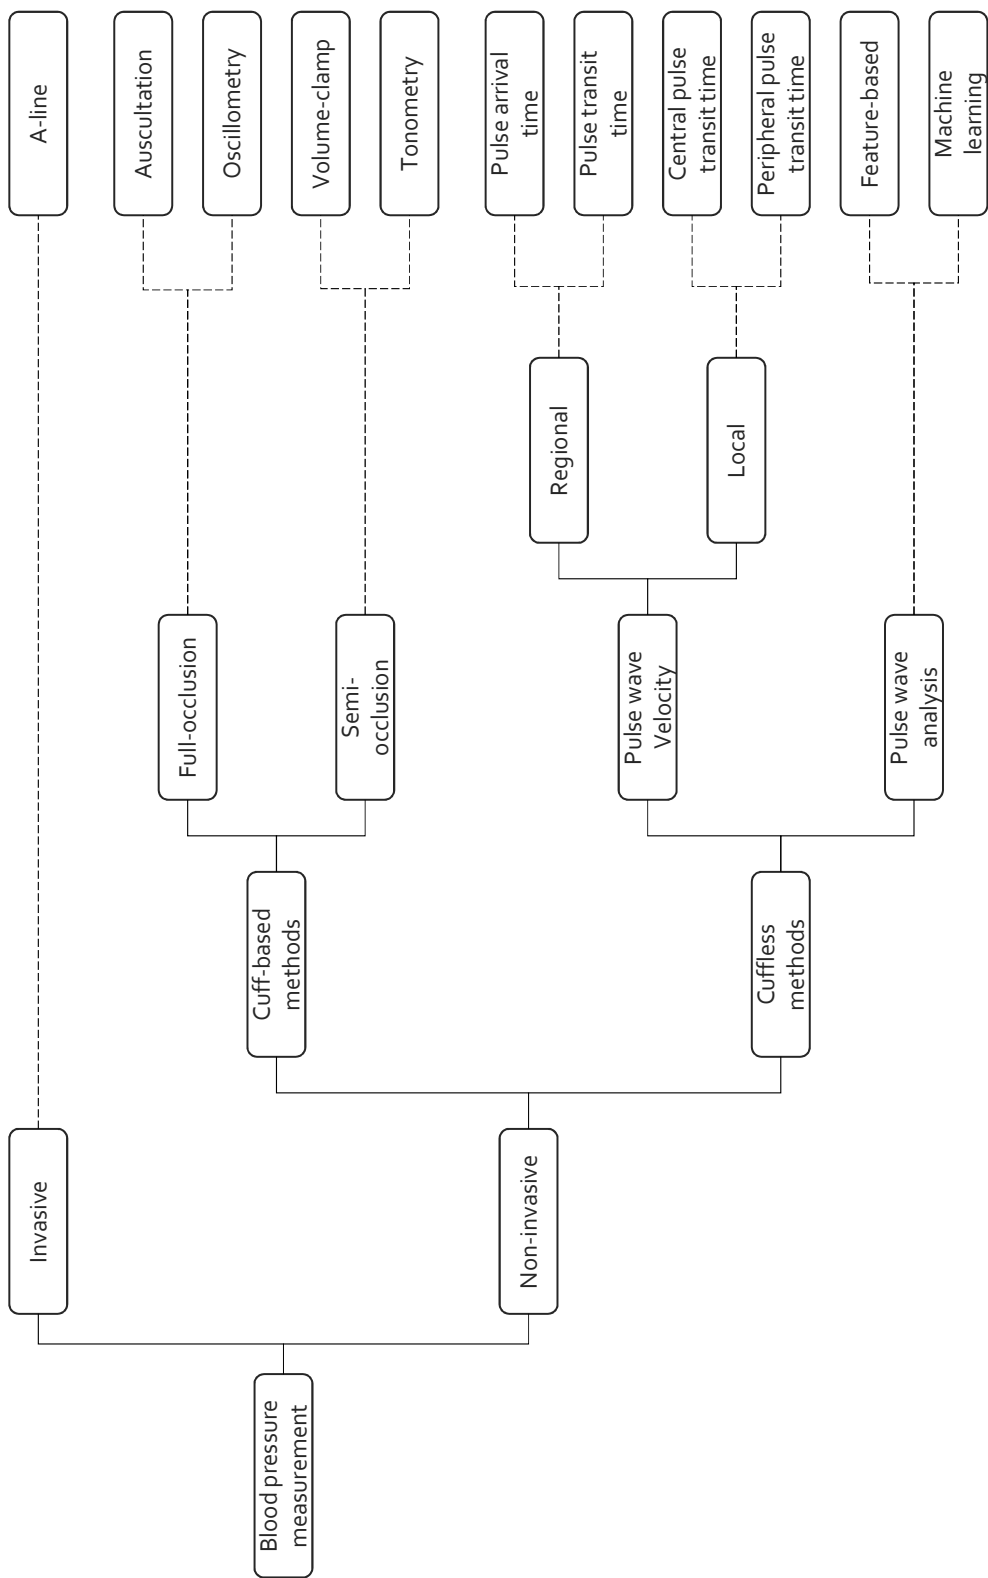 Blood pressure
measurement
Invasive
Non-invasive
Cuff-based
methods
Cuffless
methods
Full-occlusion
Semi-
occlusion
Pulse wave
Velocity
Pulse wave
analysis
Regional
Local
A-line
Auscultation
Oscillometry
Volume-clamp
Tonometry
Pulse arrival
time
Pulse transit
time
Central pulse
transit time
Peripheral pulse
transit time
Feature-based
Machine
learning